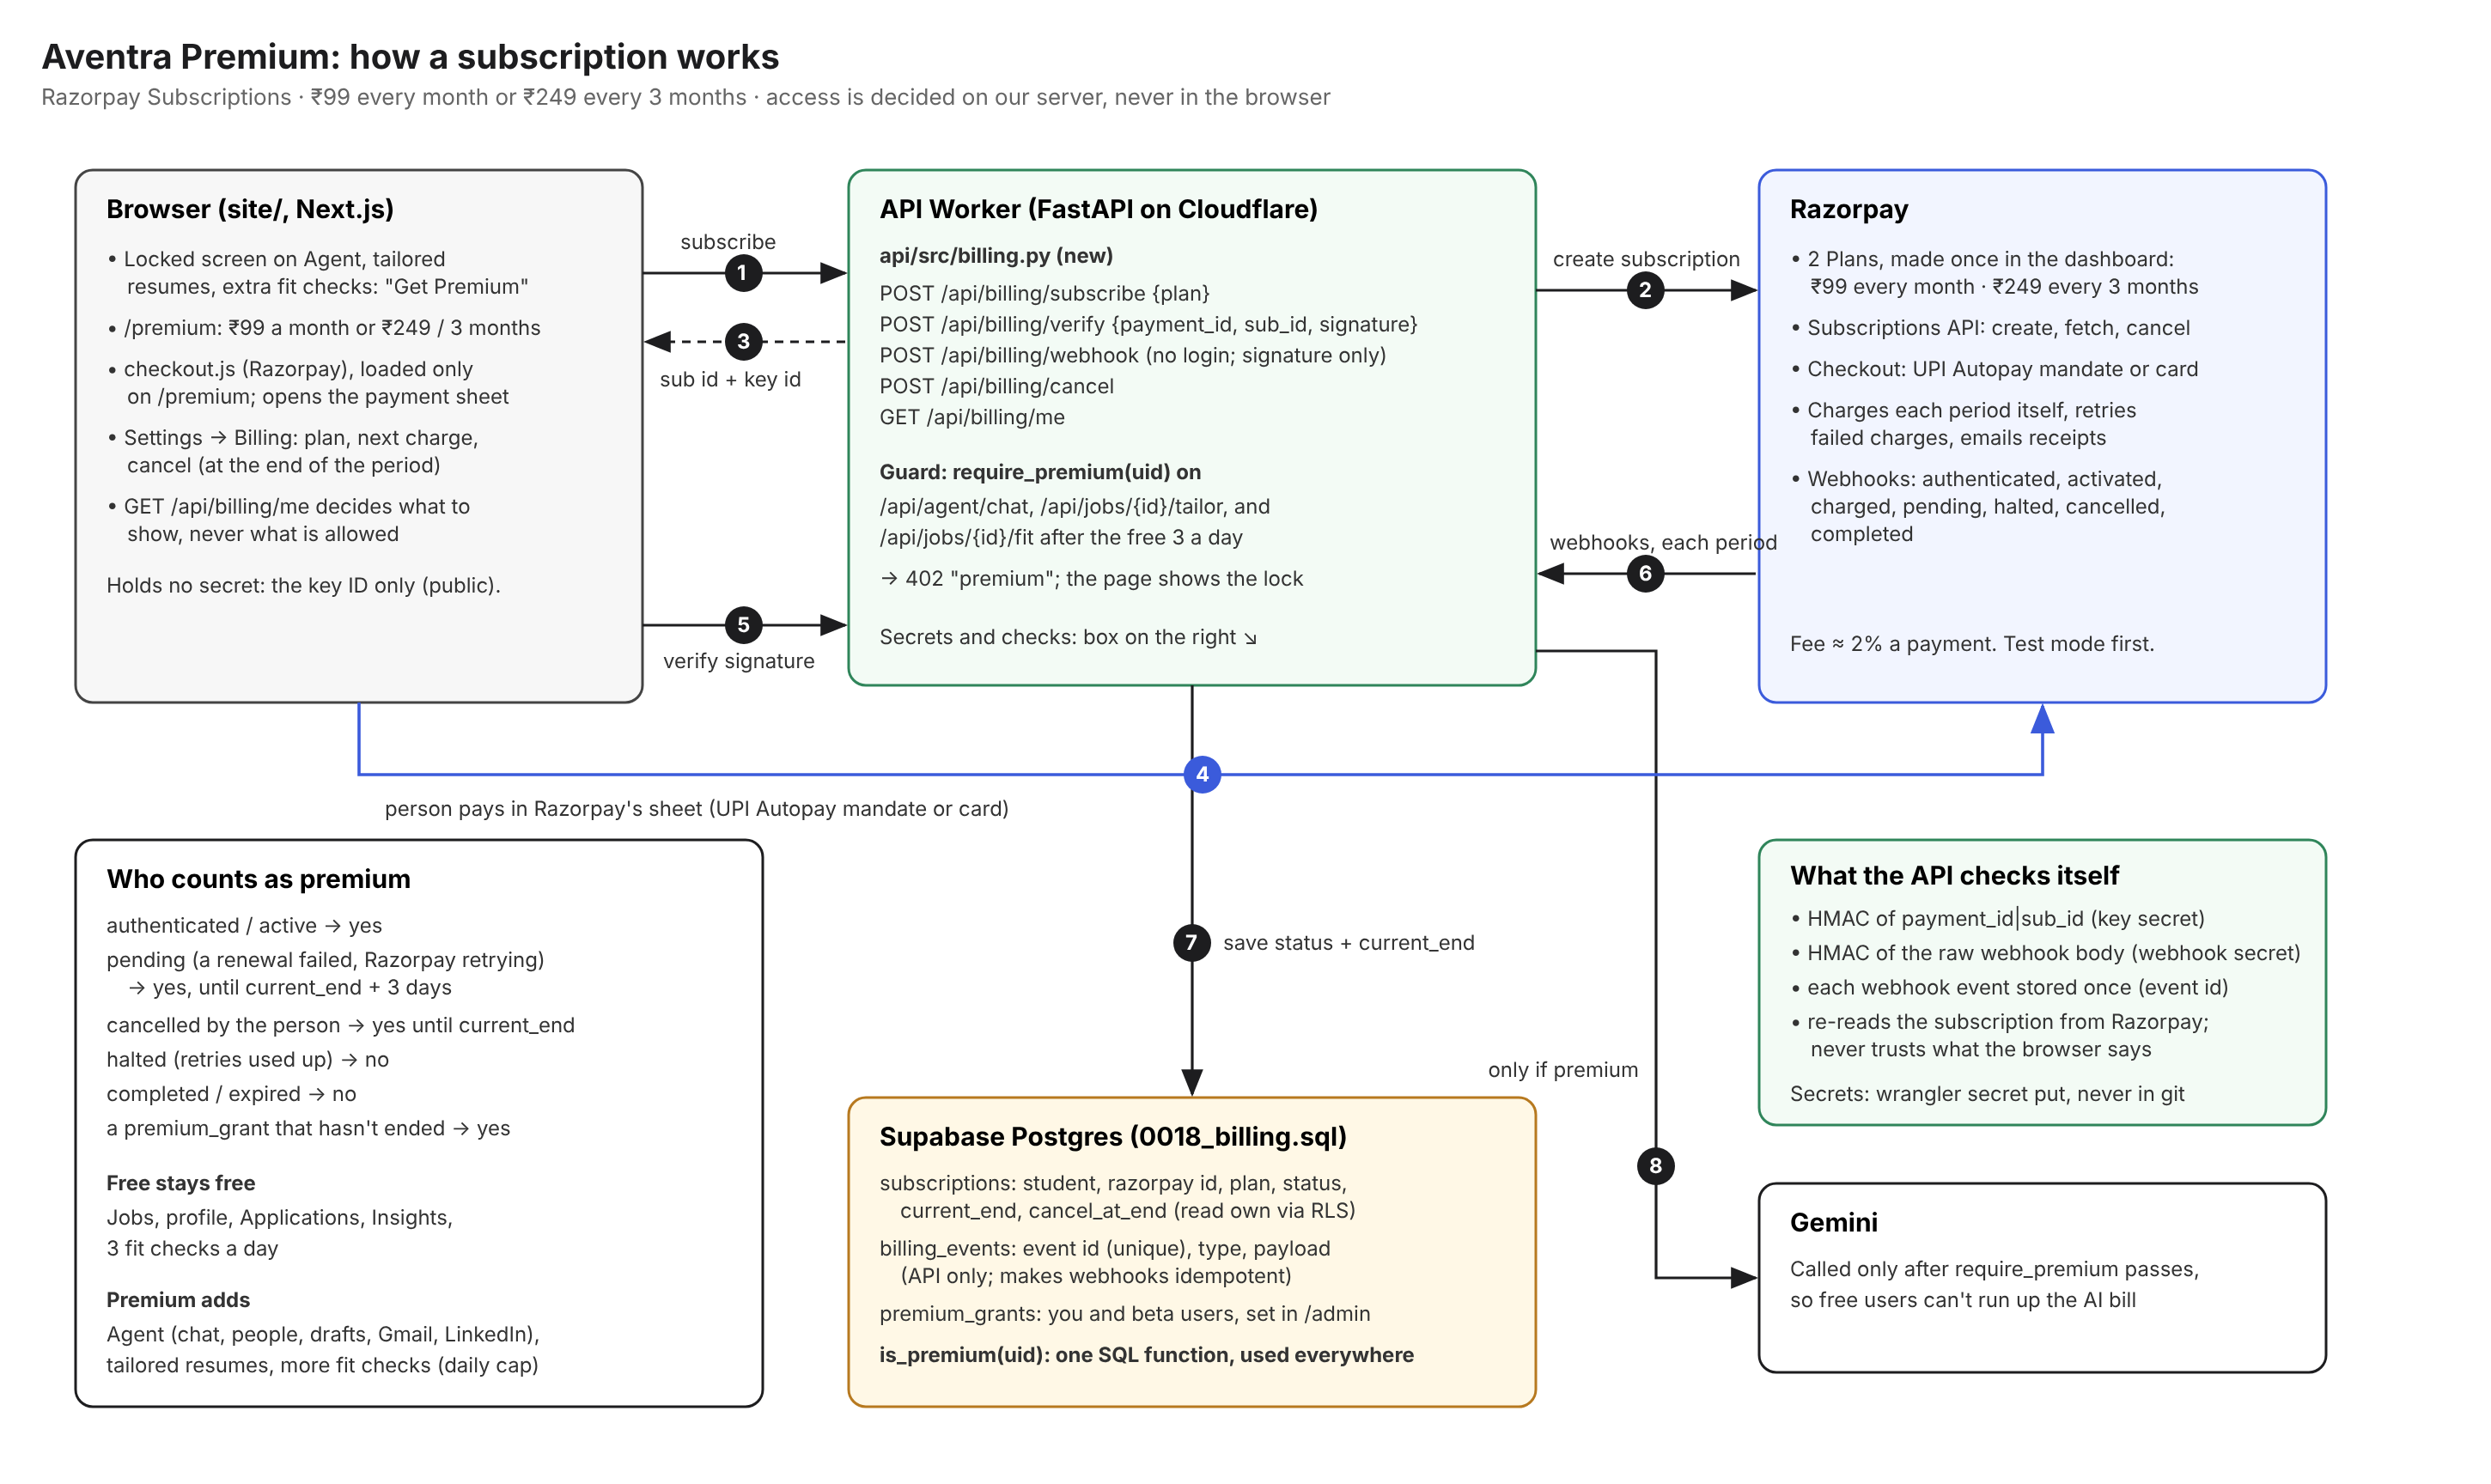 Aventra Premium: how a subscription works
Razorpay Subscriptions · ₹99 every month or ₹249 every 3 months · access is decided on our server, never in the browser
Browser (site/, Next.js)
• Locked screen on Agent, tailored
resumes, extra fit checks: "Get Premium"
• /premium: ₹99 a month or ₹249 / 3 months
• checkout.js (Razorpay), loaded only
on /premium; opens the payment sheet
• Settings → Billing: plan, next charge,
cancel (at the end of the period)
• GET /api/billing/me decides what to
show, never what is allowed
Holds no secret: the key ID only (public).
subscribe
1
3
sub id + key id
5
verify signature
API Worker (FastAPI on Cloudflare)
api/src/billing.py (new)
POST /api/billing/subscribe {plan}
POST /api/billing/verify {payment_id, sub_id, signature}
POST /api/billing/webhook (no login; signature only)
POST /api/billing/cancel
GET /api/billing/me
Guard: require_premium(uid) on
/api/agent/chat, /api/jobs/{id}/tailor, and
/api/jobs/{id}/fit after the free 3 a day
→ 402 "premium"; the page shows the lock
Secrets and checks: box on the right ↘
create subscription
2
webhooks, each period
6
Razorpay
• 2 Plans, made once in the dashboard:
₹99 every month · ₹249 every 3 months
• Subscriptions API: create, fetch, cancel
• Checkout: UPI Autopay mandate or card
• Charges each period itself, retries
failed charges, emails receipts
• Webhooks: authenticated, activated,
charged, pending, halted, cancelled,
completed
Fee ≈ 2% a payment. Test mode first.
4
person pays in Razorpay's sheet (UPI Autopay mandate or card)
Who counts as premium
authenticated / active → yes
pending (a renewal failed, Razorpay retrying)
→ yes, until current_end + 3 days
cancelled by the person → yes until current_end
halted (retries used up) → no
completed / expired → no
a premium_grant that hasn't ended → yes
Free stays free
Jobs, profile, Applications, Insights,
3 fit checks a day
Premium adds
Agent (chat, people, drafts, Gmail, LinkedIn),
tailored resumes, more fit checks (daily cap)
7
save status + current_end
only if premium
8
Supabase Postgres (0018_billing.sql)
subscriptions: student, razorpay id, plan, status,
current_end, cancel_at_end (read own via RLS)
billing_events: event id (unique), type, payload
(API only; makes webhooks idempotent)
premium_grants: you and beta users, set in /admin
is_premium(uid): one SQL function, used everywhere
What the API checks itself
• HMAC of payment_id|sub_id (key secret)
• HMAC of the raw webhook body (webhook secret)
• each webhook event stored once (event id)
• re-reads the subscription from Razorpay;
never trusts what the browser says
Secrets: wrangler secret put, never in git
Gemini
Called only after require_premium passes,
so free users can't run up the AI bill